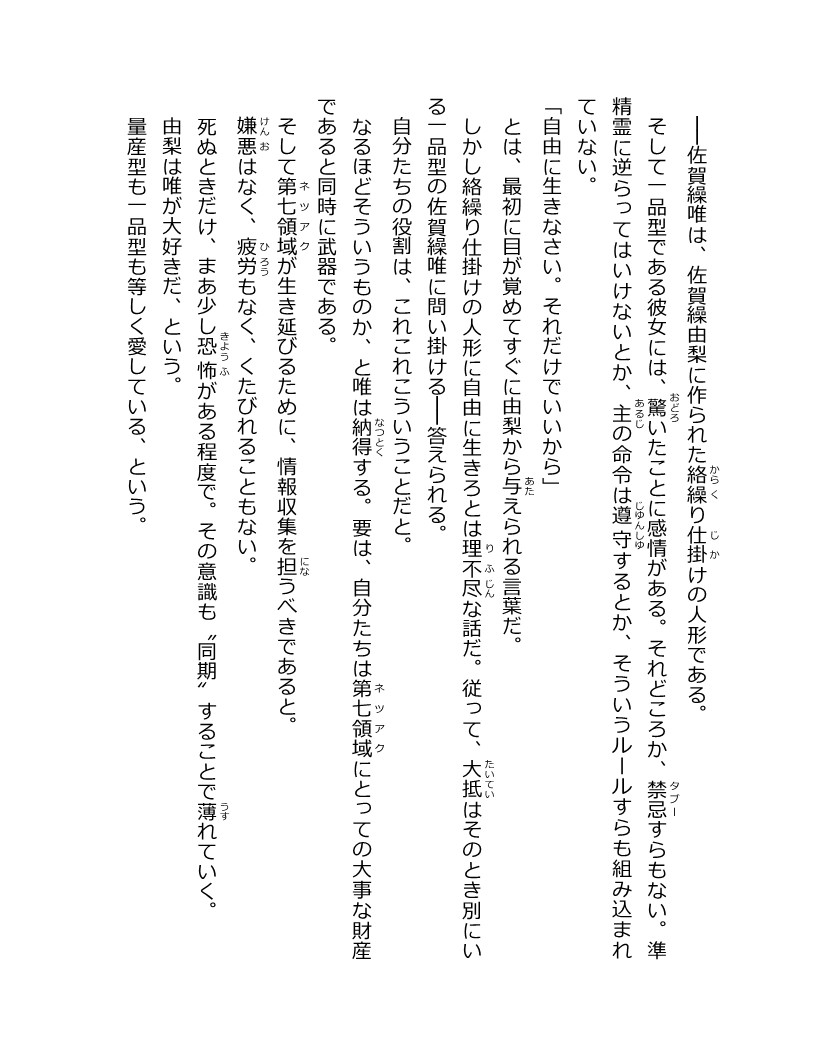 ――佐賀繰唯は、佐賀繰由梨に作られた絡繰り仕掛けの人形である。
そして一品型である彼女には、驚いたことに感情がある。それどころか、禁忌すらもない。準
精霊に逆らってはいけないとか、主の命令は遵守するとか、そういうルールすらも組み込まれ
ていない。
「自由に生きなさい。それだけでいいから」
とは、最初に目が覚めてすぐに由梨から与えられる言葉だ。
しかし絡繰り仕掛けの人形に自由に生きろとは理不尽な話だ。従って、大抵はそのとき別にい
る一品型の佐賀繰唯に問い掛ける――答えられる。
自分たちの役割は、これこれこういうことだと。
なるほどそういうものか、と唯は納得する。要は、自分たちは第七領域にとっての大事な財産
であると同時に武器である。
そして第七領域が生き延びるために、情報収集を担うべきであると。
嫌悪はなく、疲労もなく、くたびれることもない。
死ぬときだけ、まあ少し恐怖がある程度で。その意識も〝同期〟することで薄れていく。
由梨は唯が大好きだ、という。
量産型も一品型も等しく愛している、という。